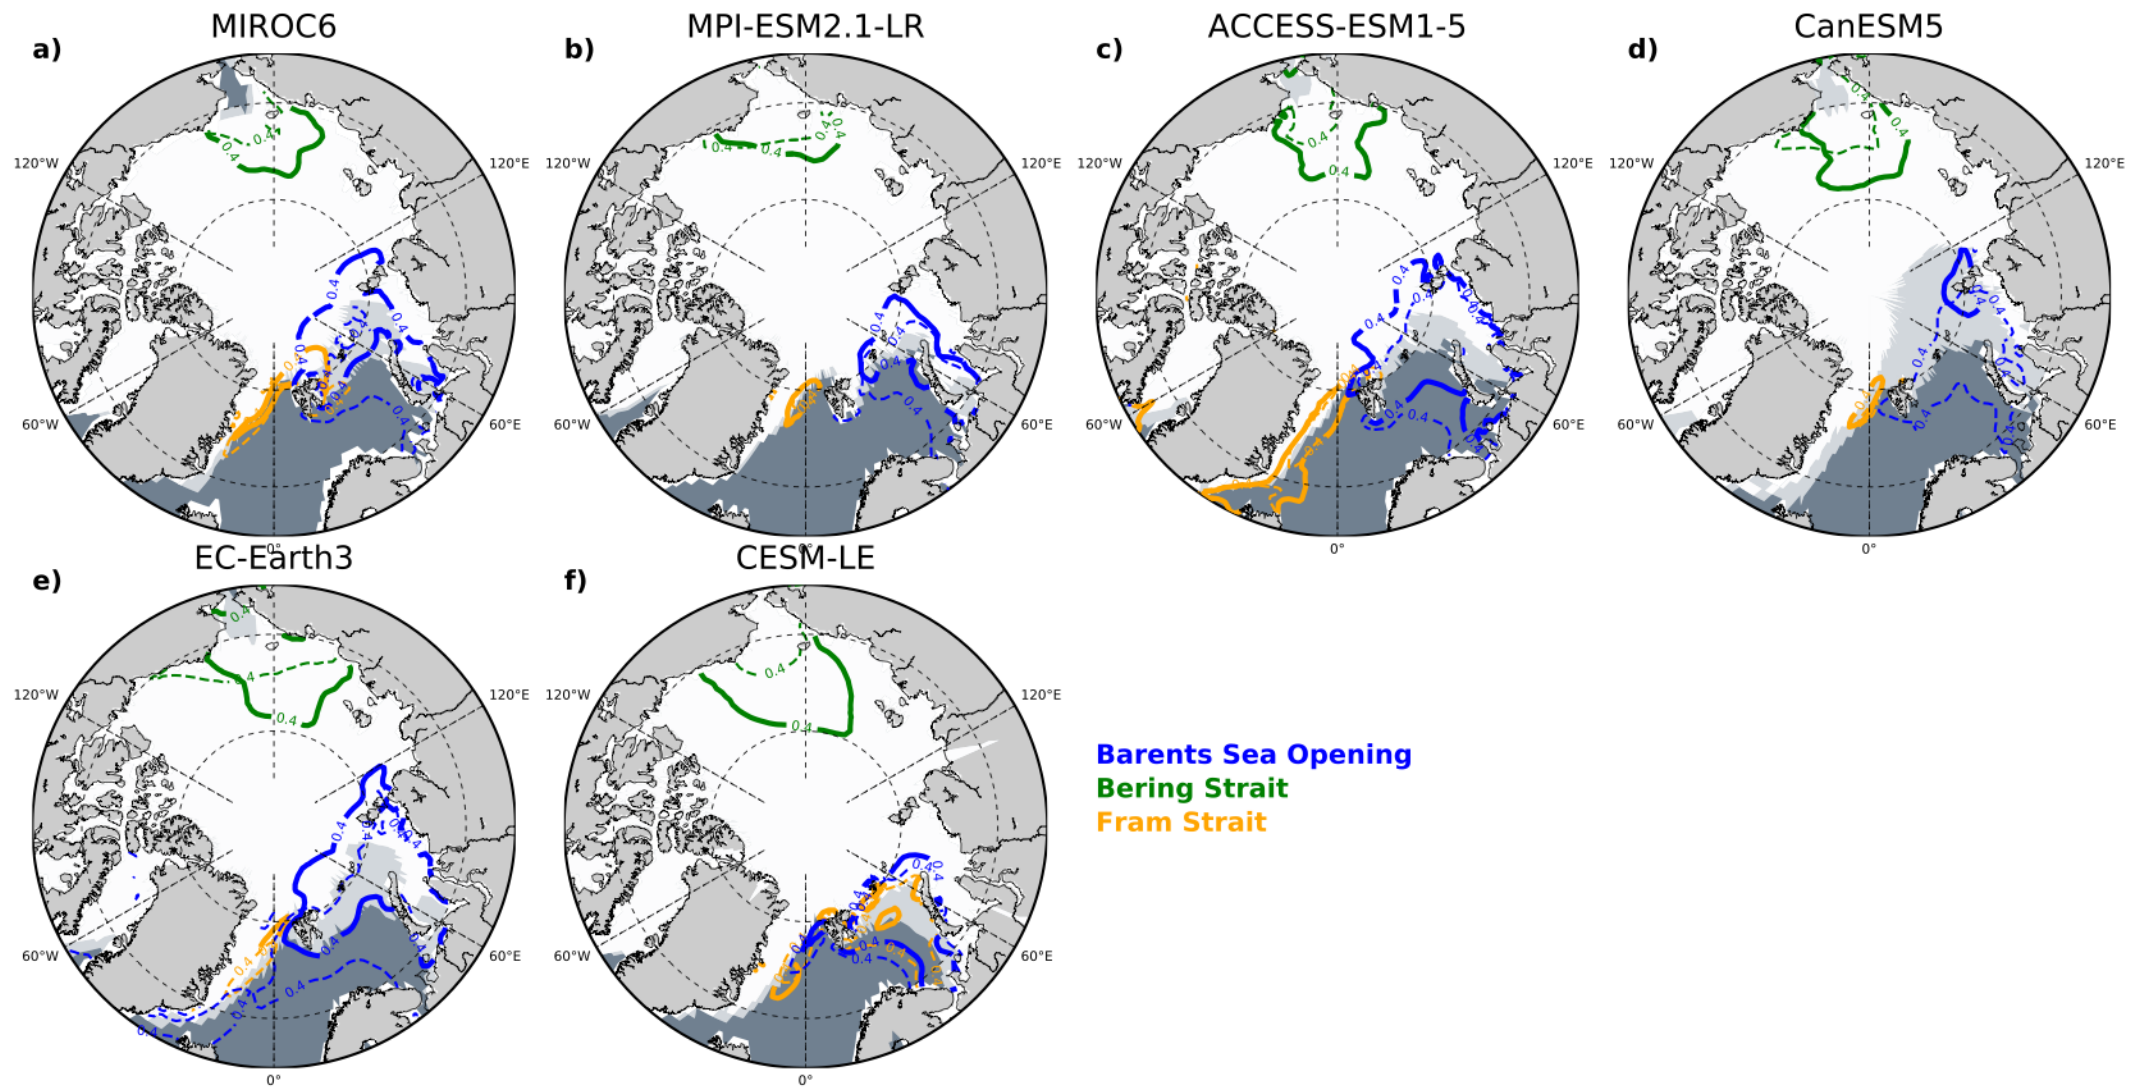 MIROC6 MPI-ESM2.1-LR ACCESS-ESM1-5 CanESM5
a) b) c) d)
120°W 120°E 120°W 120°E 120°W 120°E 120°W 120°E
60°W 60°E 60°W 60°E 60°W 60°E 60°W 60°E
0° 0° 0° 0°
EC-Earth3 CESM-LE
e) f)
120°W 120°E 120°W 120°E
Barents Sea Opening
Bering Strait
Fram Strait
60°W 60°E 60°W 60°E
0° 0°